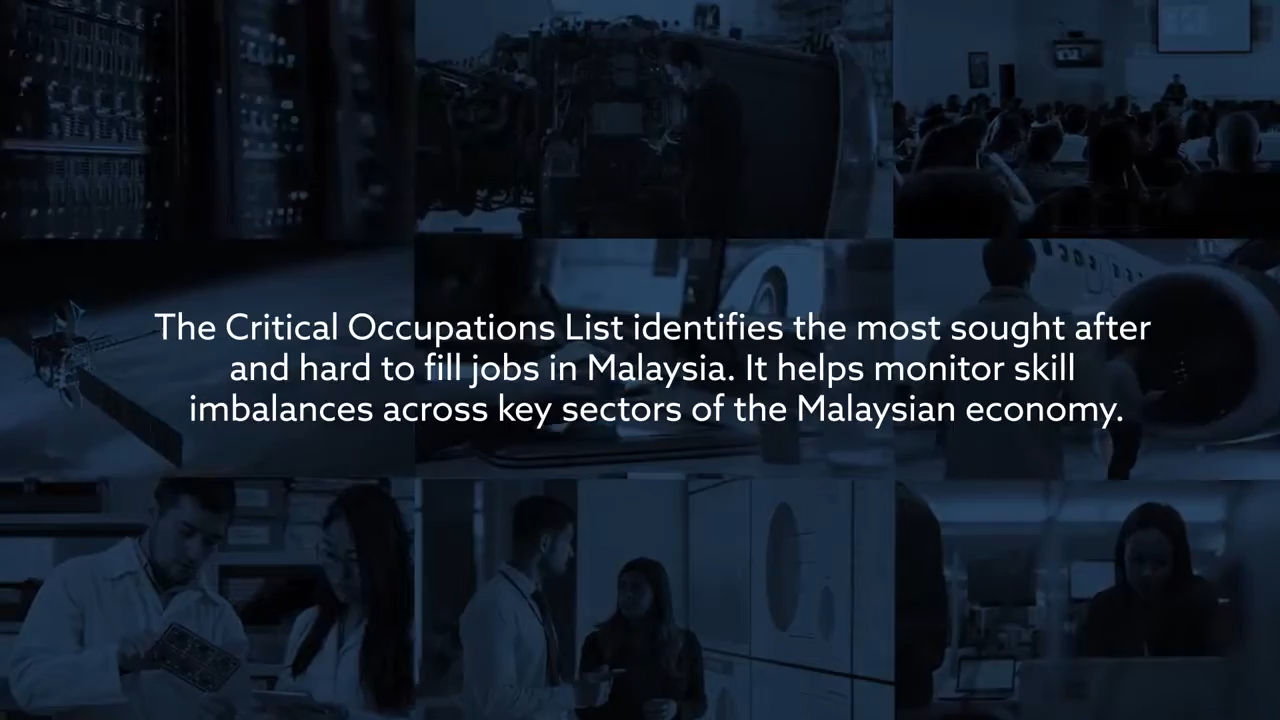 The Critical Occupations List identifies the most sought after
and hard to fill jobs in Malaysia. It helps monitor skill
imbalances across key sectors of the Malaysian economy.